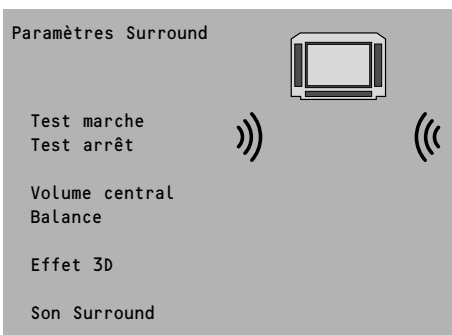 Paramètres Surround
Test marche
Test arrêt
Volume central
Balance
Effet 3D
Son Surround